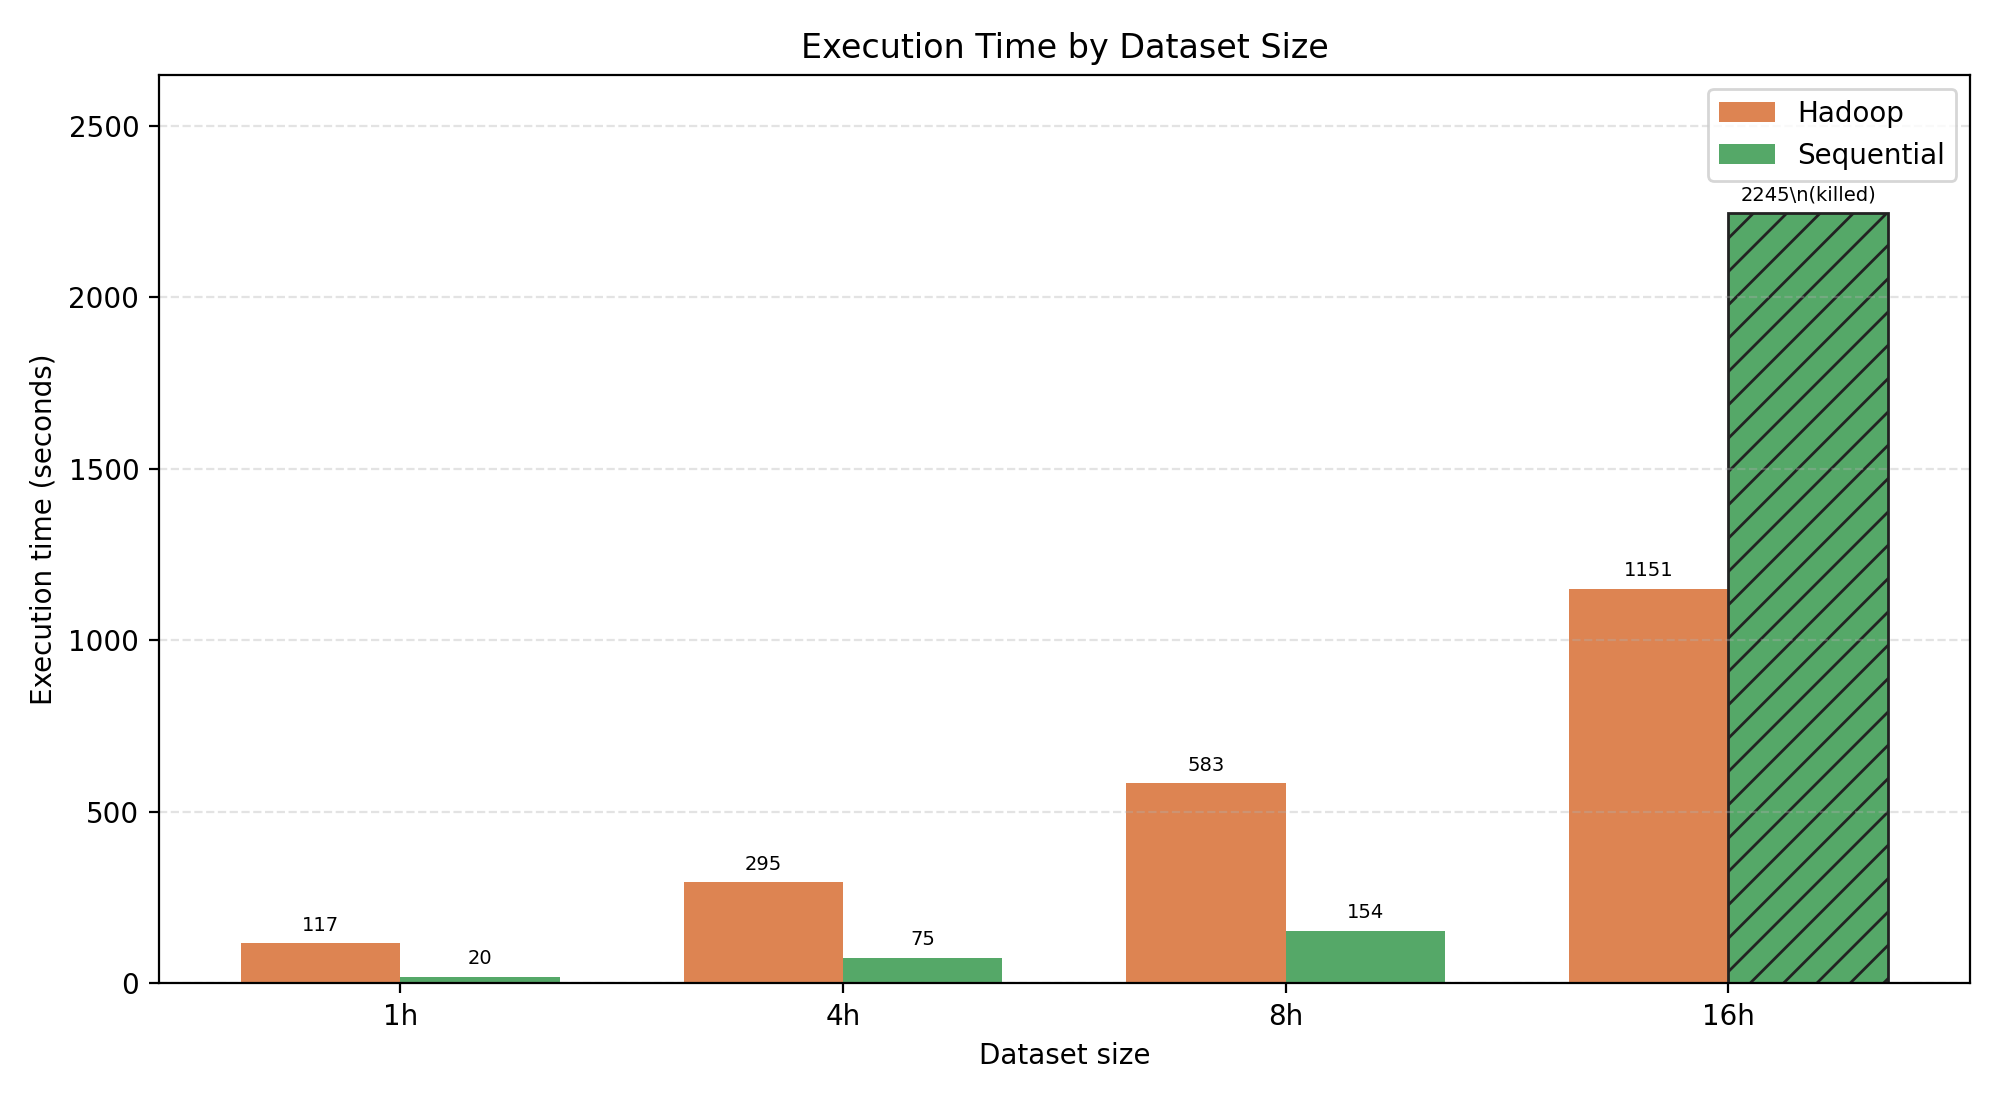 Execution Time by Dataset Size
Execution time (seconds)
2500
2000
1500
1000
500
0
Hadoop
Sequential
2245\n(killed)
1151
583
154
295
75
117
20
1h
4h
8h
16h
Dataset size